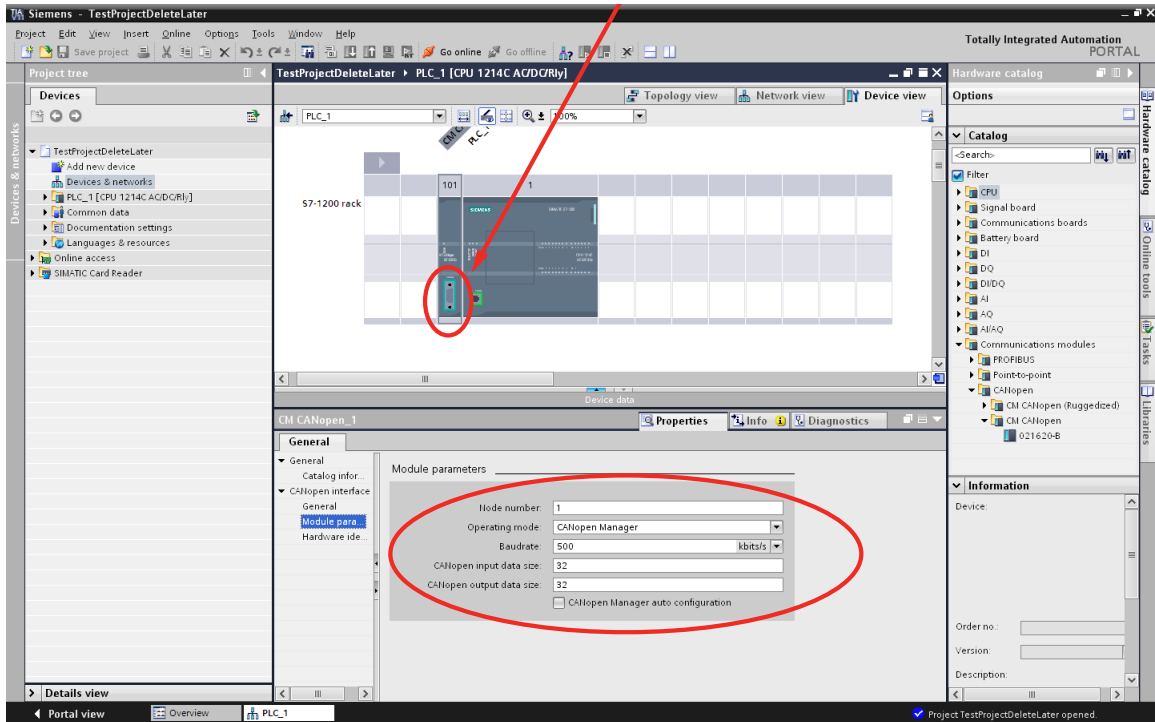 Siemens - TestProjectDeleteLater
Project Edit View Insert Online Options Tools Window Help
Totally Integrated Automation
PORTAL
Save project
Go online
Go offline
Project tree
Devices
Devices & networks
TestProjectDeleteLater
Add new device
Devices & networks
PLC_1 [CPU 1214C AC/DC/Rly]
Common data
Documentation settings
Languages & resources
Online access
SIMATIC Card Reader
Details view
TestProjectDeleteLater PLC_1 [CPU 1214C AC/DC/Rly]
Topology view
Network view
Device view
PLC_1
100%
PLC_1
S7-1200 rack
101
1
SIEMENS
Device data
CM CANopen_1
Properties
Info
Diagnostics
General
General
Catalog infor...
CANopen interface
General
Module para...
Hardware ide...
Module parameters
Node number: 1
Operating mode: CANopen Manager
Baudrate: 500 kbits/s
CANopen input data size: 32
CANopen output data size: 32
CANopen Manager auto configuration
Hardware catalog
Options
Catalog
<Search>
Filter
CPU
Signal board
Communications boards
Battery board
DI
DQ
DI/DQ
AI
AQ
AI/AQ
Communications modules
PROFIBUS
Point-to-point
CANopen
CM CANopen (Ruggedized)
CM CANopen
021620-B
Information
Device:
Order no.:
Version:
Description:
Hardware catalog
Online tools
Tasks
Libraries
Portal view
Overview
PLC_1
Project TestProjectDeleteLater opened.